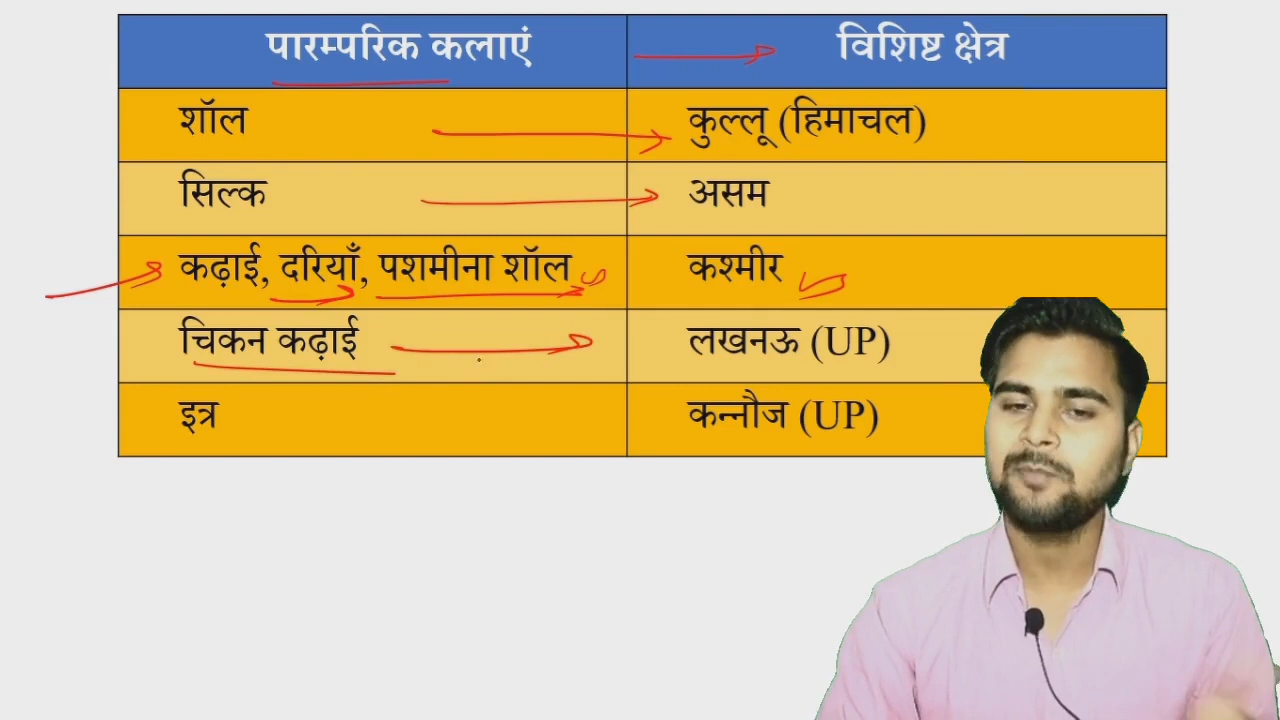 पारम्परिक कलाएं विशिष्ट क्षेत्र
शॉल कुल्लू (हिमाचल)
सिल्क असम
कढ़ाई, दरियाँ, पशमीना शॉल कश्मीर
चिकन कढ़ाई लखनऊ (UP)
इत्र कन्नौज (UP)